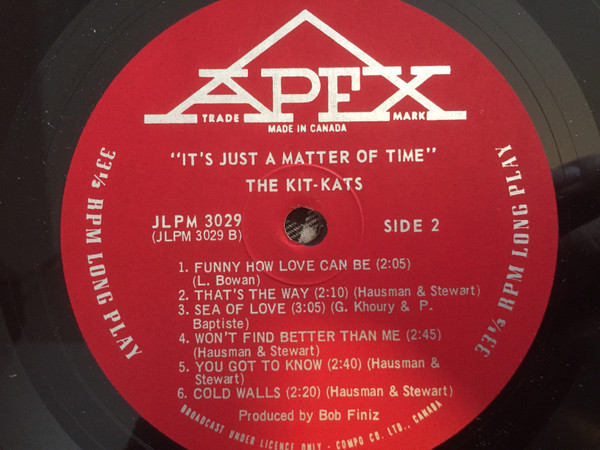 APEX
TRADE MARK
MADE IN CANADA
"IT'S JUST A MATTER OF TIME"
THE KIT-KATS
JLPM 3029
(JLPM 3029 B)
SIDE 2
1. FUNNY HOW LOVE CAN BE (2:05)
(L. Bowan)
2. THAT'S THE WAY (2:10) (Hausman & Stewart)
3. SEA OF LOVE (3:05) (G. Khoury & P.
Baptiste)
4. WON'T FIND BETTER THAN ME (2:45)
(Hausman & Stewart)
5. YOU GOT TO KNOW (2:40) (Hausman &
Stewart)
6. COLD WALLS (2:20) (Hausman & Stewart)
Produced by Bob Finiz
BROADCAST UNDER LICENCE ONLY - COMPO CO. LTD., CANADA
33⅓ RPM LONG PLAY
33⅓ RPM LONG PLAY